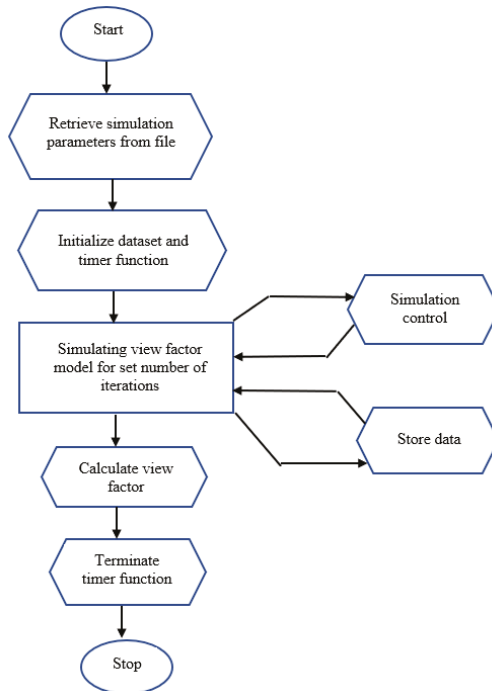 Start
Retrieve simulation
parameters from file
Initialize dataset and
timer function
Simulation
control
Simulating view factor
model for set number of
iterations
Store data
Calculate view
factor
Terminate
timer function
Stop